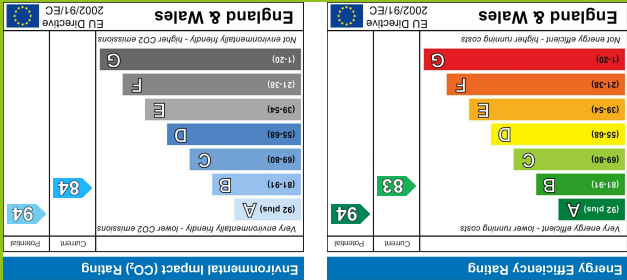 Energy Efficiency Rating
Current
Potential
Very energy efficient - lower running costs
(92 plus) A
(81-91) B
(69-80) C
(55-68) D
(39-54) E
(21-38) F
(1-20) G
Not energy efficient - higher running costs
83
94
England & Wales
EU Directive
2002/91/EC
Environmental Impact (CO₂) Rating
Current
Potential
Very environmentally friendly - lower CO2 emissions
(92 plus) A
(81-91) B
(69-80) C
(55-68) D
(39-54) E
(21-38) F
(1-20) G
Not environmentally friendly - higher CO2 emissions
84
94
England & Wales
EU Directive
2002/91/EC